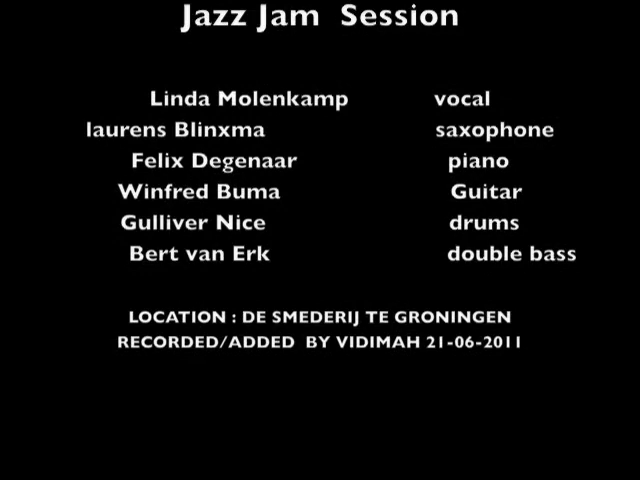 Jazz Jam Session
Linda Molenkamp vocal
laurens Blinxma saxophone
Felix Degenaar piano
Winfred Buma Guitar
Gulliver Nice drums
Bert van Erk double bass
LOCATION : DE SMEDERIJ TE GRONINGEN
RECORDED/ADDED BY VIDIMAH 21-06-2011